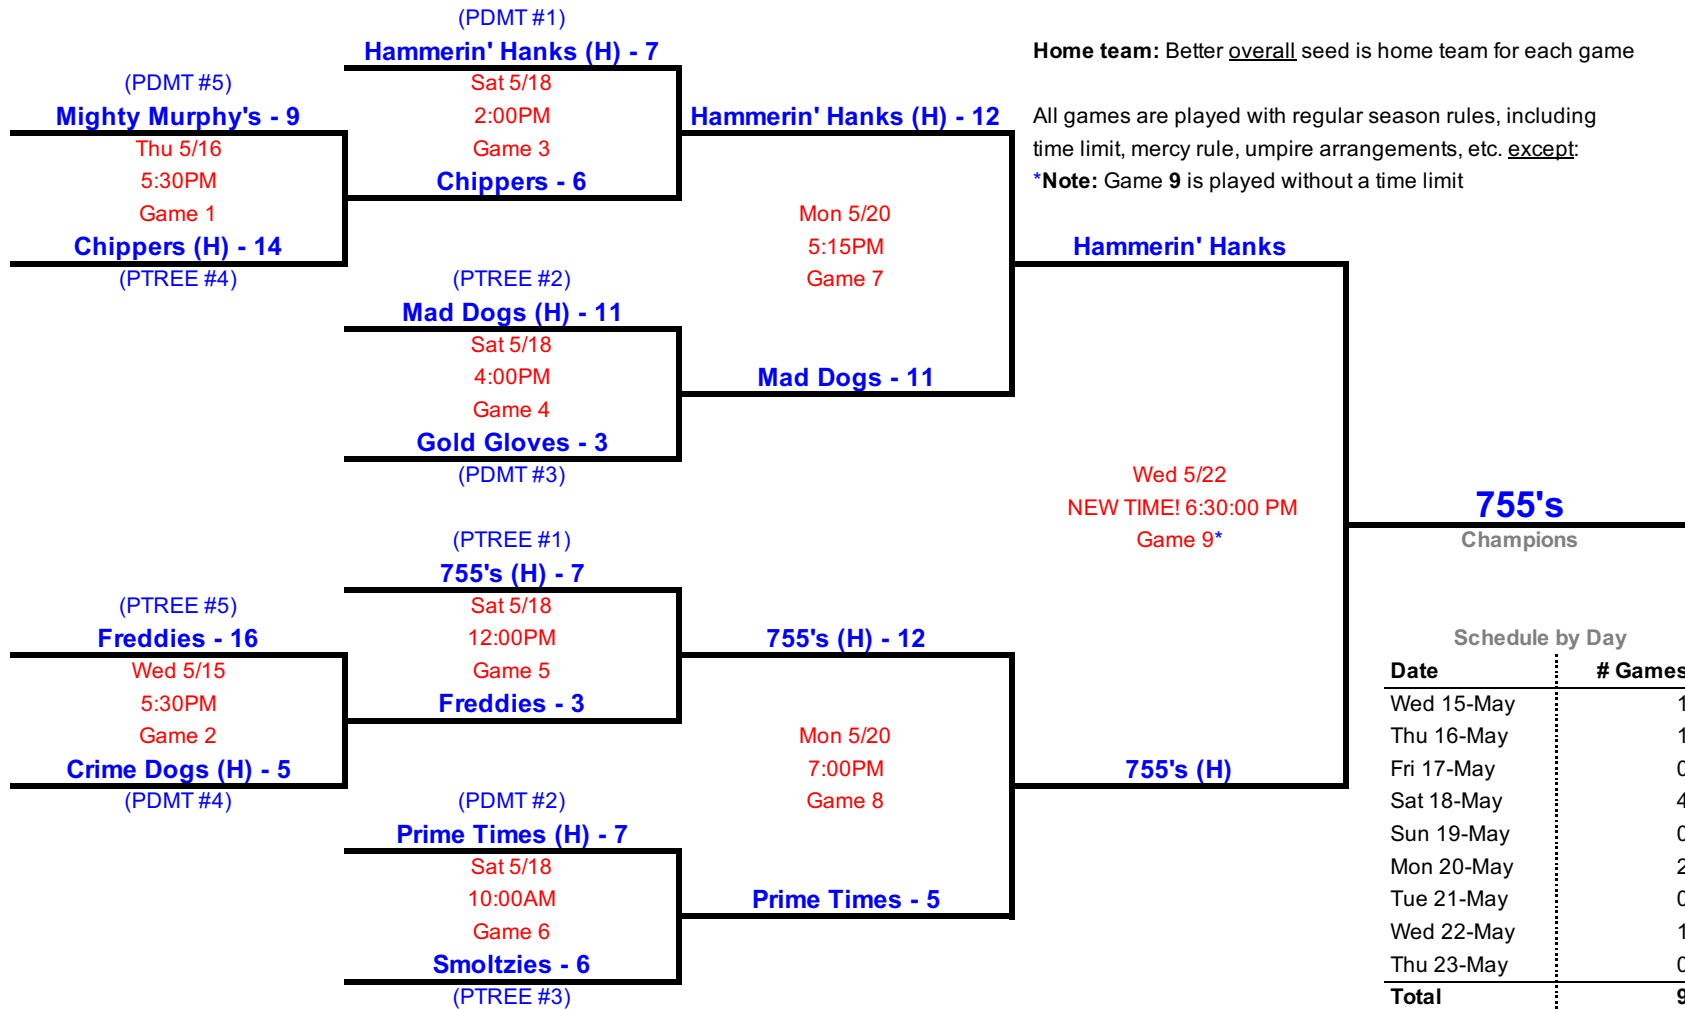 (PDMT #1)
Hammerin' Hanks (H) - 7
Sat 5/18
2:00PM
Game 3
Chippers - 6
(PDMT #5)
Mighty Murphy's - 9
Thu 5/16
5:30PM
Game 1
Chippers (H) - 14
(PTREE #4)
Hammerin' Hanks (H) - 12
Mon 5/20
5:15PM
Game 7
Mad Dogs - 11
(PTREE #2)
Mad Dogs (H) - 11
Sat 5/18
4:00PM
Game 4
Gold Gloves - 3
(PDMT #3)
Home team: Better overall seed is home team for each game
All games are played with regular season rules, including
time limit, mercy rule, umpire arrangements, etc. except:
*Note: Game 9 is played without a time limit
Hammerin' Hanks
Wed 5/22
NEW TIME! 6:30:00 PM
Game 9*
755's (H)
755's
Champions
(PTREE #1)
755's (H) - 7
Sat 5/18
12:00PM
Game 5
Freddies - 3
(PTREE #5)
Freddies - 16
Wed 5/15
5:30PM
Game 2
Crime Dogs (H) - 5
(PDMT #4)
755's (H) - 12
Mon 5/20
7:00PM
Game 8
Prime Times - 5
(PDMT #2)
Prime Times (H) - 7
Sat 5/18
10:00AM
Game 6
Smoltzies - 6
(PTREE #3)
Schedule by Day
Date # Games
Wed 15-May 1
Thu 16-May 1
Fri 17-May 0
Sat 18-May 4
Sun 19-May 0
Mon 20-May 2
Tue 21-May 0
Wed 22-May 1
Thu 23-May 0
Total 9